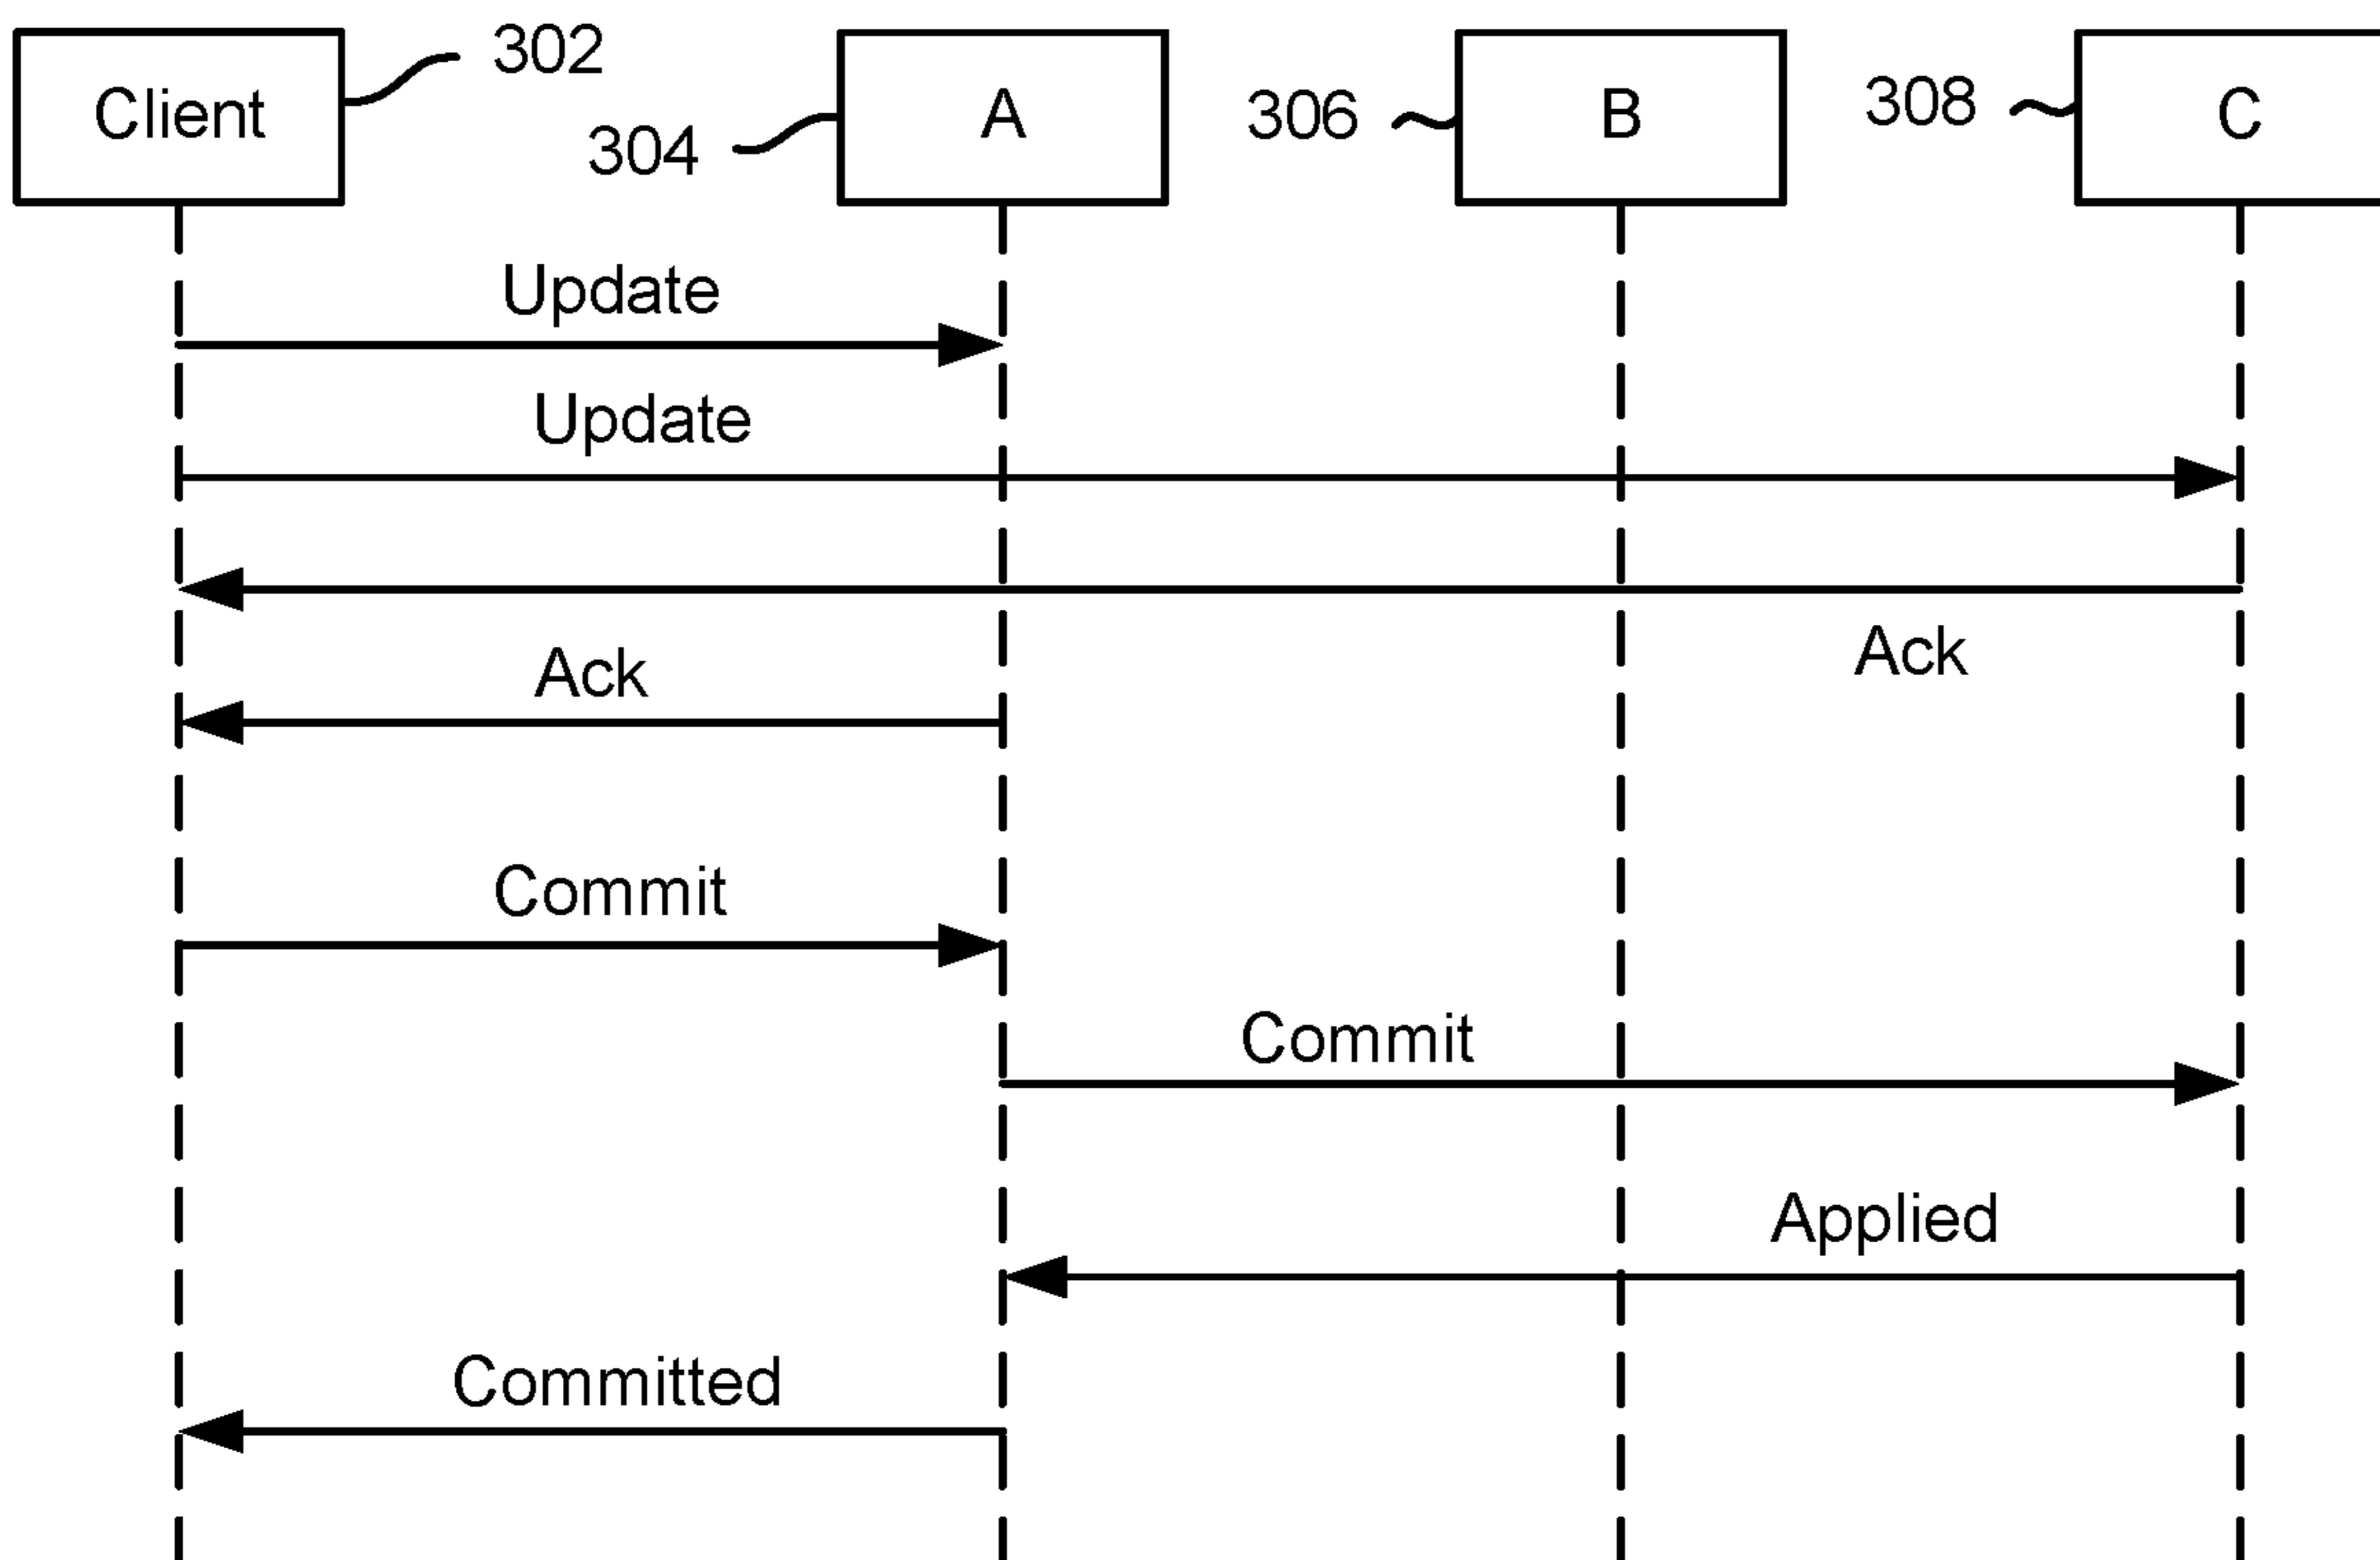 302
Client
304
A
306
B
308
C
Update
Update
Ack
Ack
Commit
Commit
Applied
Committed